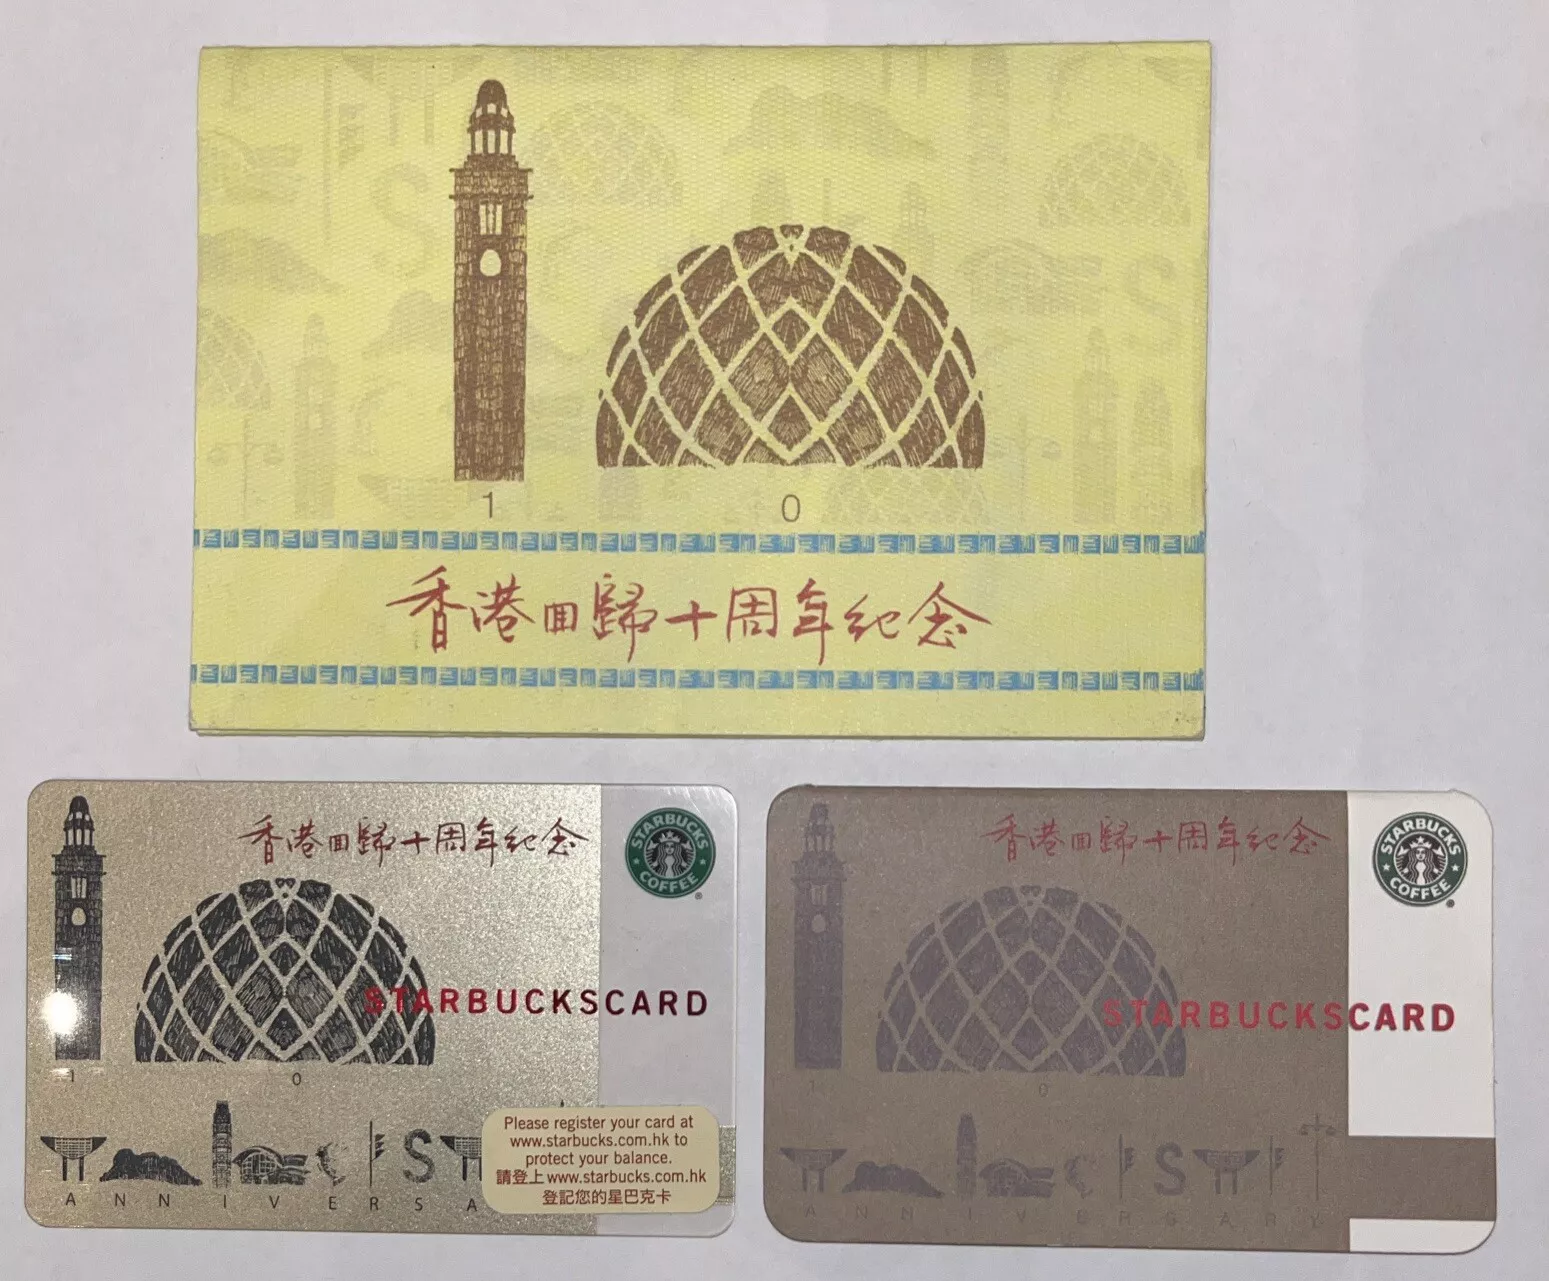 1 0
香港回歸十周年紀念
香港回歸十周年紀念
STARBUCKS
COFFEE
®
STARBUCKSCARD
1 0
S
ANNIVERSA
Please register your card at
www.starbucks.com.hk to
protect your balance.
請登上www.starbucks.com.hk
登記您的星巴克卡
香港回歸十周年紀念
STARBUCKS
COFFEE
®
STARBUCKSCARD
1 0
S
ANNIVERSARY